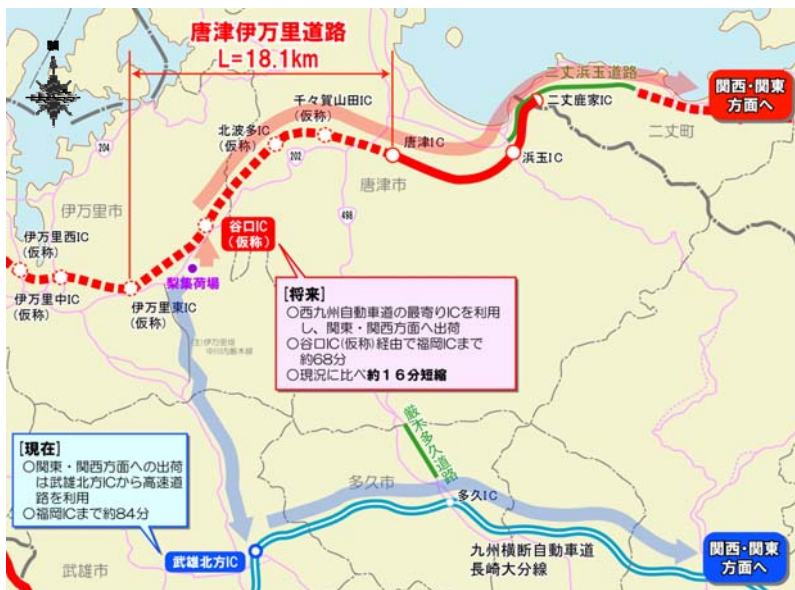 唐津伊万里道路
L=18.1km
二丈浜玉道路
関西・関東
方面へ
千々賀山田IC
(仮称)
二丈鹿家IC
二丈町
北波多IC
(仮称)
唐津IC
浜玉IC
204
202
唐津市
伊万里市
498
谷口IC
(仮称)
伊万里西IC
(仮称)
梨集荷場
伊万里中IC
(仮称)
伊万里東IC
(仮称)
[将来]
○西九州自動車道の最寄りICを利用
し、関東・関西方面へ出荷
○谷口IC(仮称)経由で福岡ICまで
約68分
○現況に比べ約16分短縮
厳木多久道路
[現在]
○関東・関西方面への出荷
は武雄北方ICから高速道
路を利用
○福岡ICまで約84分
多久市
多久IC
武雄北方IC
九州横断自動車道
長崎大分線
関西・関東
方面へ
武雄市